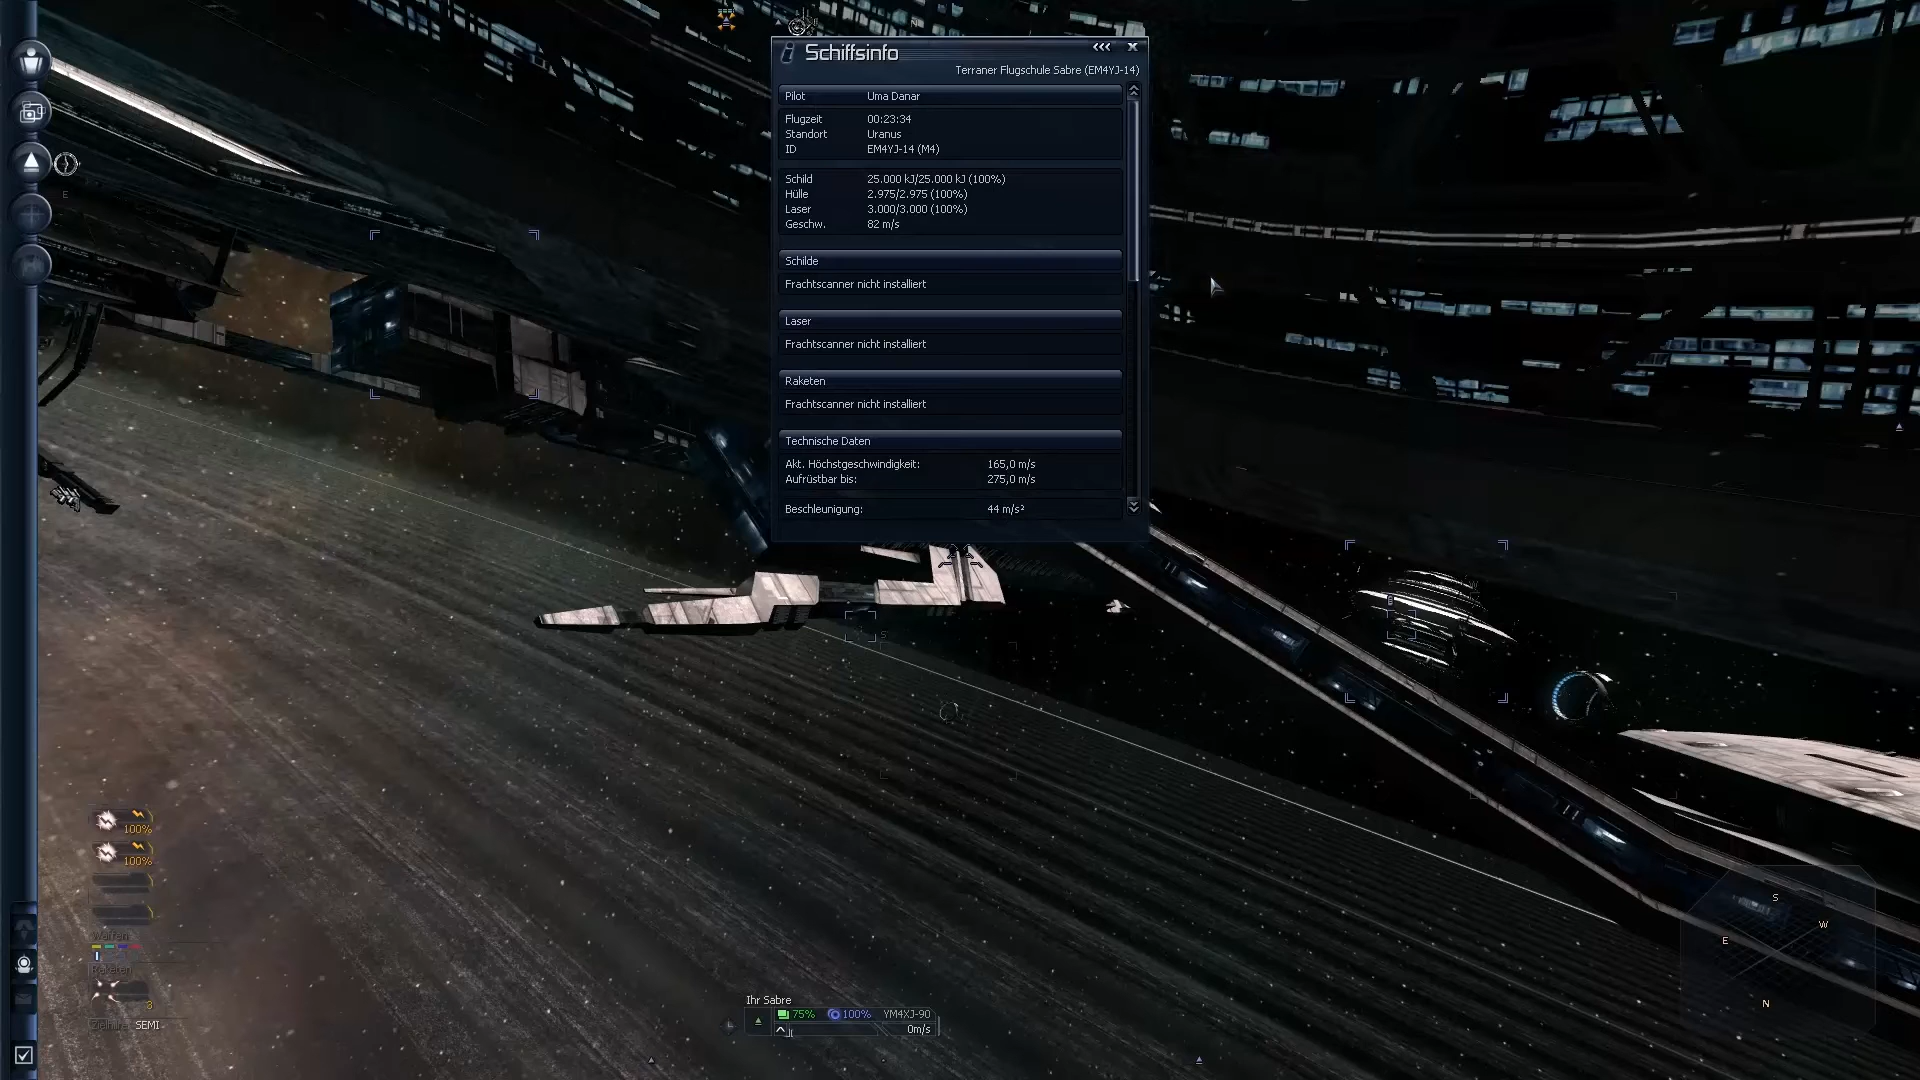 Schiffsinfo
Terraner Flugschule Sabre (EM4YJ-14)
Pilot Uma Danar
Flugzeit 00:23:34
Standort Uranus
ID EM4YJ-14 (M4)
Schild 25.000 kJ/25.000 kJ (100%)
Hülle 2.975/2.975 (100%)
Laser 3.000/3.000 (100%)
Geschw. 82 m/s
Schilde
Frachtscanner nicht installiert
Laser
Frachtscanner nicht installiert
Raketen
Frachtscanner nicht installiert
Technische Daten
Akt. Höchstgeschwindigkeit: 165,0 m/s
Aufrüstbar bis: 275,0 m/s
Beschleunigung: 44 m/s²
E
S
100%
100%
Waffen
Raketen
8
Zielhilfe SEMI
Ihr Sabre
75% 100% YM4XJ-90
0m/s
S
W
E
N